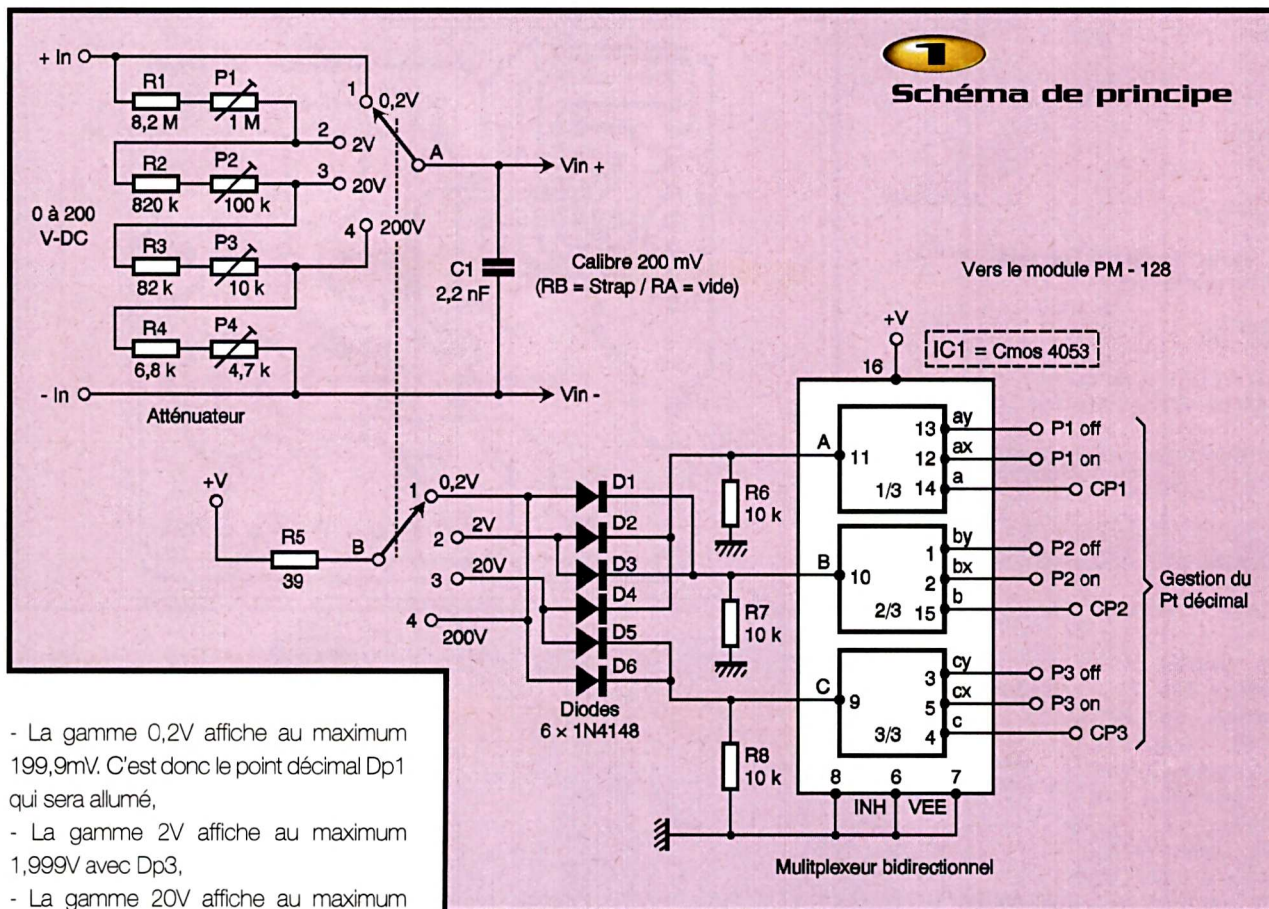 1
Schéma de principe
+ In
R1
8,2 M
P1
1 M
1
0,2V
2
2V
A
Vin +
R2
820 k
P2
100 k
3
20V
0 à 200
V-DC
4
200V
R3
82 k
P3
10 k
C1
2,2 nF
Calibre 200 mV
(RB = Strap / RA = vide)
Vers le module PM - 128
R4
6,8 k
P4
4,7 k
- In
Vin -
Atténuateur
+V
16
IC1 = Cmos 4053
+V
R5
39
B
1
0,2V
2
2V
3
20V
4
200V
D1
D2
D3
D4
D5
D6
Diodes
6 × 1N4148
R6
10 k
R7
10 k
R8
10 k
A
11
13
ay
P1 off
12
ax
P1 on
14
a
CP1
1/3
B
10
1
by
P2 off
2
bx
P2 on
15
b
CP2
2/3
C
9
3
cy
P3 off
5
cx
P3 on
4
c
CP3
3/3
Gestion du
Pt décimal
8
6
7
INH
VEE
Mulitplexeur bidirectionnel
- La gamme 0,2V affiche au maximum
199,9mV. C'est donc le point décimal Dp1
qui sera allumé,
- La gamme 2V affiche au maximum
1,999V avec Dp3,
- La gamme 20V affiche au maximum